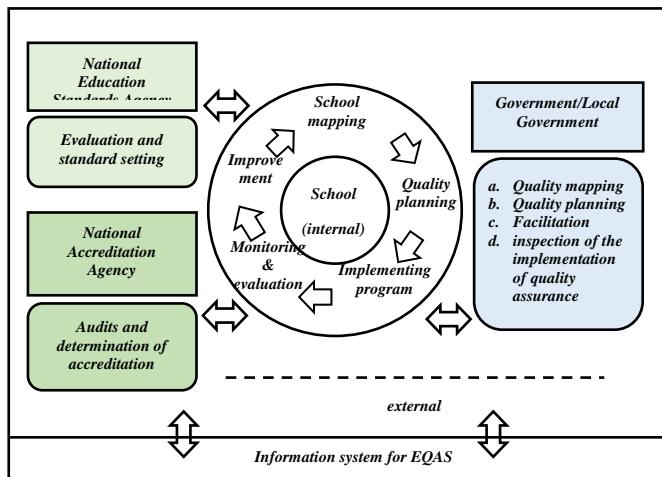 National
Education
Standards Agency
Evaluation and
standard setting
National
Accreditation
Agency
Audits and
determination of
accreditation
School
mapping
Quality
planning
Implementing
program
Monitoring
&
evaluation
Improve
ment
School
(internal)
Government/Local
Government
a. Quality mapping
b. Quality planning
c. Facilitation
d. inspection of the
implementation
of quality
assurance
external
Information system for EQAS